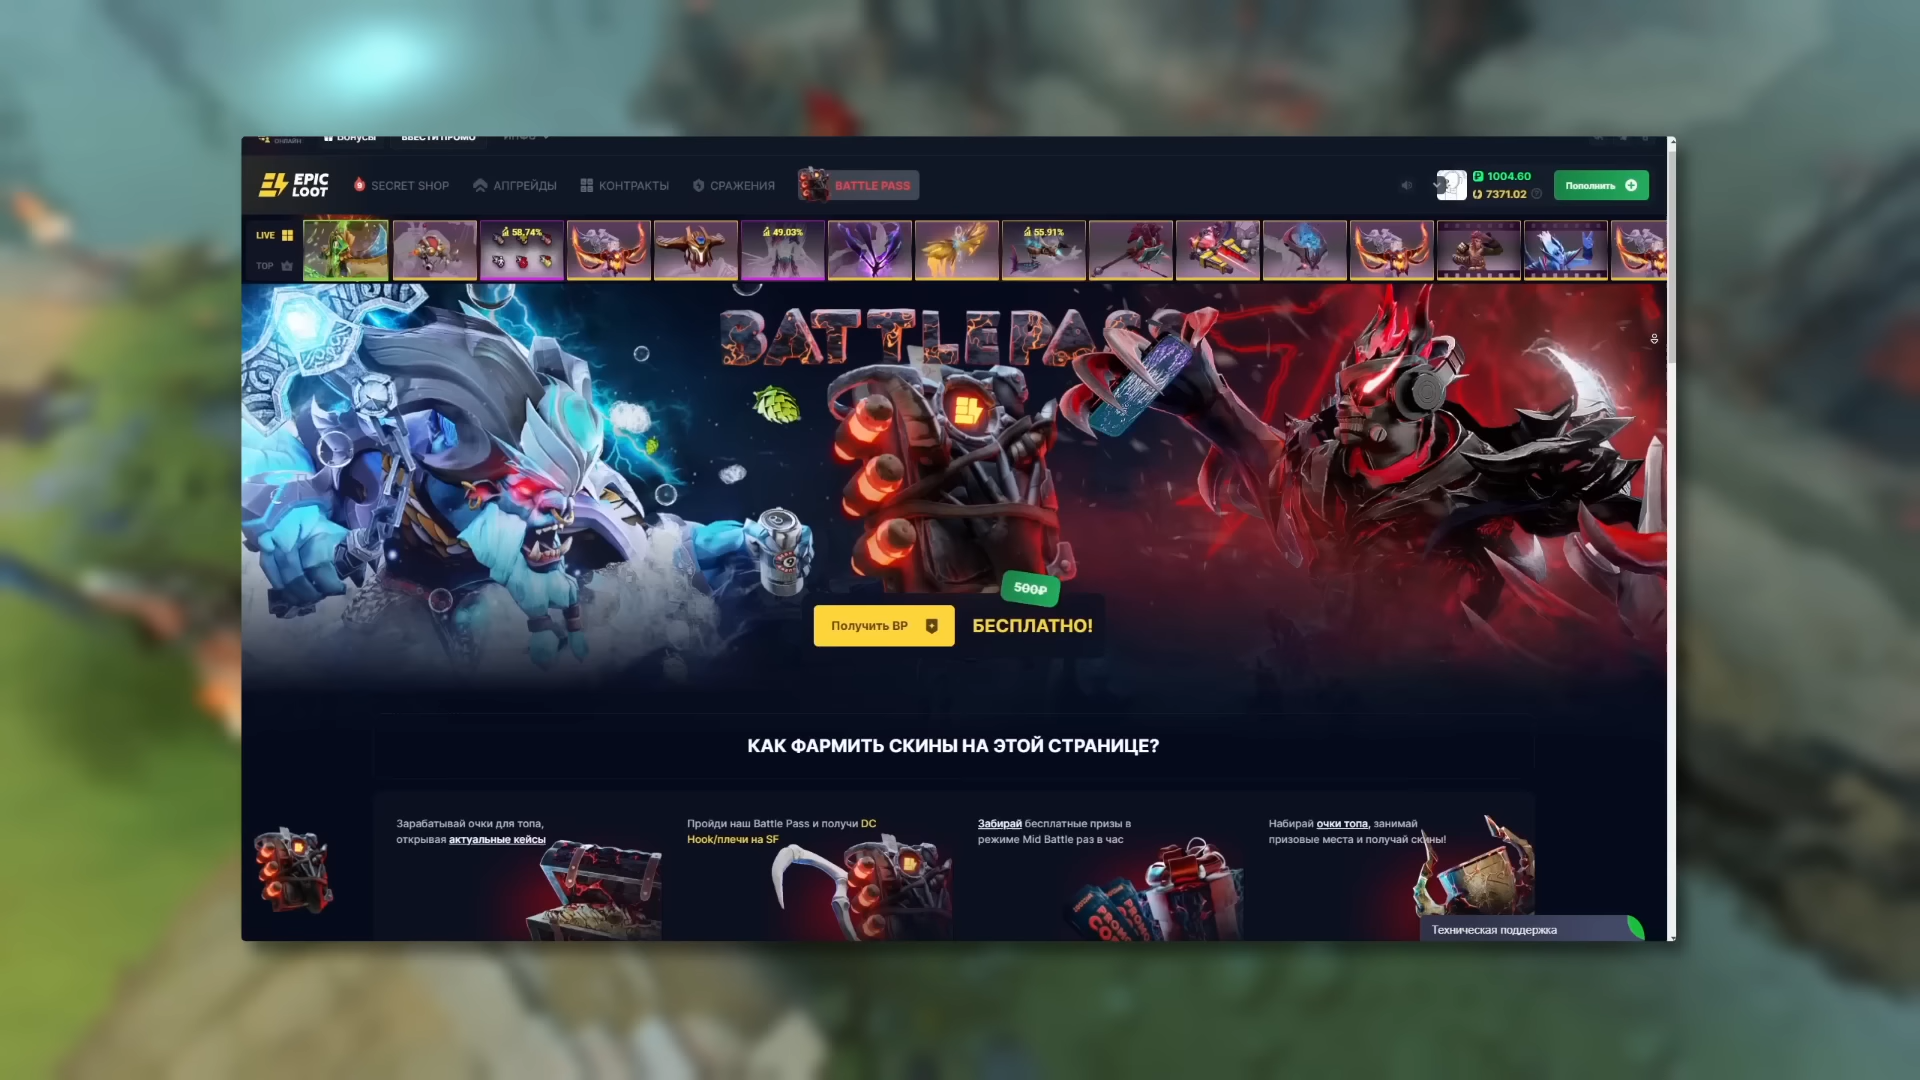 ОНЛАЙН
Бонусы
ВВЕСТИ ПРОМО
EPIC
LOOT
9
SECRET SHOP
АПГРЕЙДЫ
КОНТРАКТЫ
СРАЖЕНИЯ
BATTLE PASS
1004.60
7371.02
Пополнить
LIVE
TOP
58.74%
49.03%
55.91%
BATTLEPASS
500₽
Получить BP
БЕСПЛАТНО!
КАК ФАРМИТЬ СКИНЫ НА ЭТОЙ СТРАНИЦЕ?
Зарабатывай очки для топа,
открывая актуальные кейсы
Пройди наш Battle Pass и получи DC
Hook/плечи на SF
Забирай бесплатные призы в
режиме Mid Battle раз в час
Набирай очки топа, занимай
призовые места и получай скины!
Техническая поддержка